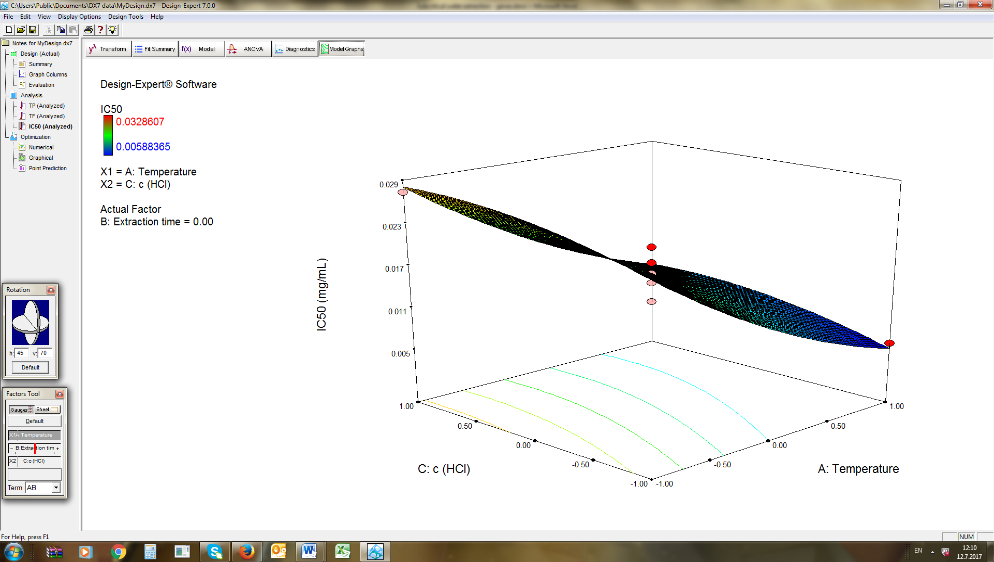 C:\Users\Public\Documents\DX7 data\MyDesign.dx7 - Design-Expert 7.0.0
File Edit View Display Options Design Tools Help
Notes for MyDesign.dx7
Design (Actual)
Summary
Graph Columns
Evaluation
Analysis
TP (Analyzed)
TF (Analyzed)
IC50 (Analyzed)
Optimization
Numerical
Graphical
Point Prediction
Transform
Fit Summary
f(x) Model
ANOVA
Diagnostics
Model Graphs
Design-Expert® Software
IC50
0.0328607
0.00588365
X1 = A: Temperature
X2 = C: c (HCl)
Actual Factor
B: Extraction time = 0.00
0.029
0.023
0.017
0.011
0.005
IC50 (mg/mL)
1.00
0.50
0.00
-0.50
-1.00
C: c (HCl)
-1.00
-0.50
0.00
0.50
1.00
A: Temperature
Rotation
h: 45 v: 70
Default
Factors Tool
Gauges Sheet
Default
X1 Temperature
- B Extraction tim +
X2 C:c (HCl)
Term AC
For Help, press F1
NUM
EN
12:10
12.7.2017